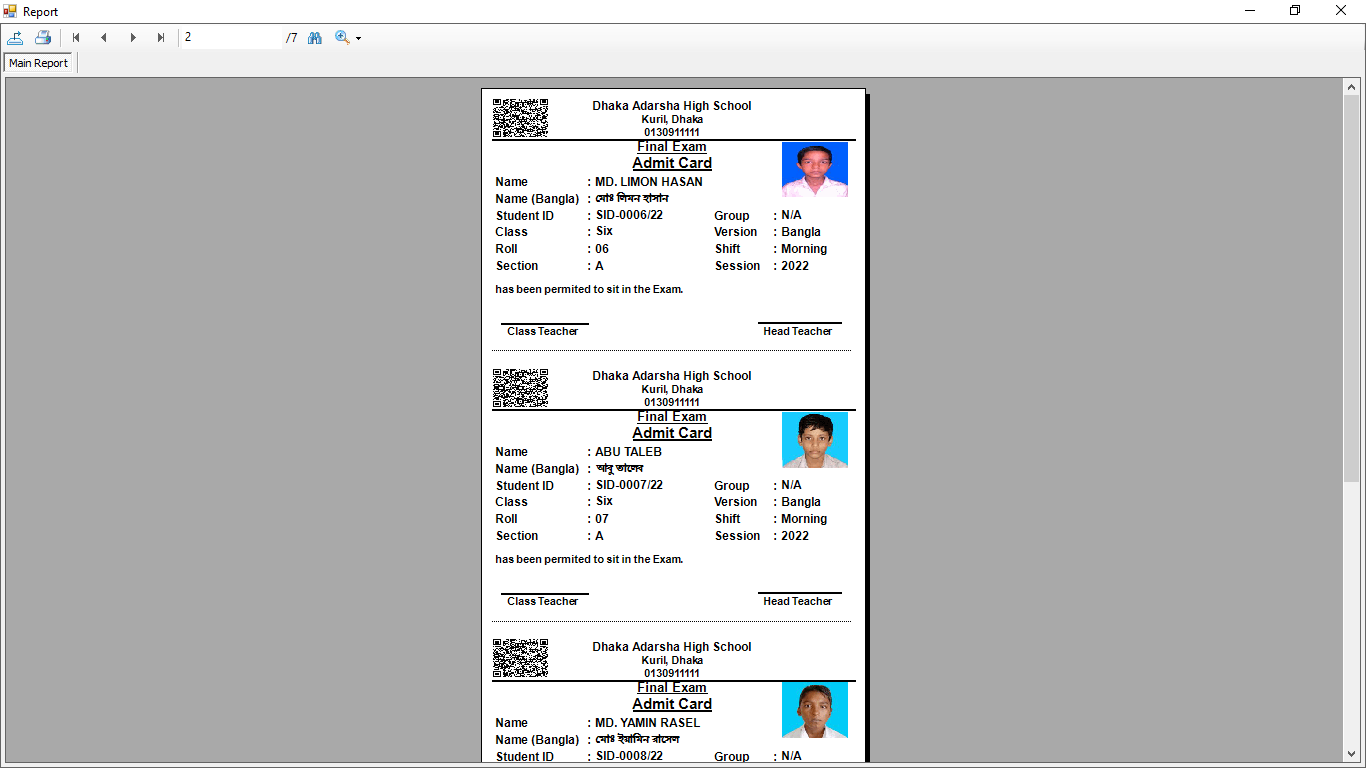 Report
2 /7
Main Report
Dhaka Adarsha High School
Kuril, Dhaka
0130911111
Final Exam
Admit Card
Name : MD. LIMON HASAN
Name (Bangla) : মোঃ লিমন হাসান
Student ID : SID-0006/22 Group : N/A
Class : Six Version : Bangla
Roll : 06 Shift : Morning
Section : A Session : 2022
has been permited to sit in the Exam.
Class Teacher Head Teacher
Dhaka Adarsha High School
Kuril, Dhaka
0130911111
Final Exam
Admit Card
Name : ABU TALEB
Name (Bangla) : আবু তালেব
Student ID : SID-0007/22 Group : N/A
Class : Six Version : Bangla
Roll : 07 Shift : Morning
Section : A Session : 2022
has been permited to sit in the Exam.
Class Teacher Head Teacher
Dhaka Adarsha High School
Kuril, Dhaka
0130911111
Final Exam
Admit Card
Name : MD. YAMIN RASEL
Name (Bangla) : মোঃ ইয়ামিন রাসেল
Student ID : SID-0008/22 Group : N/A